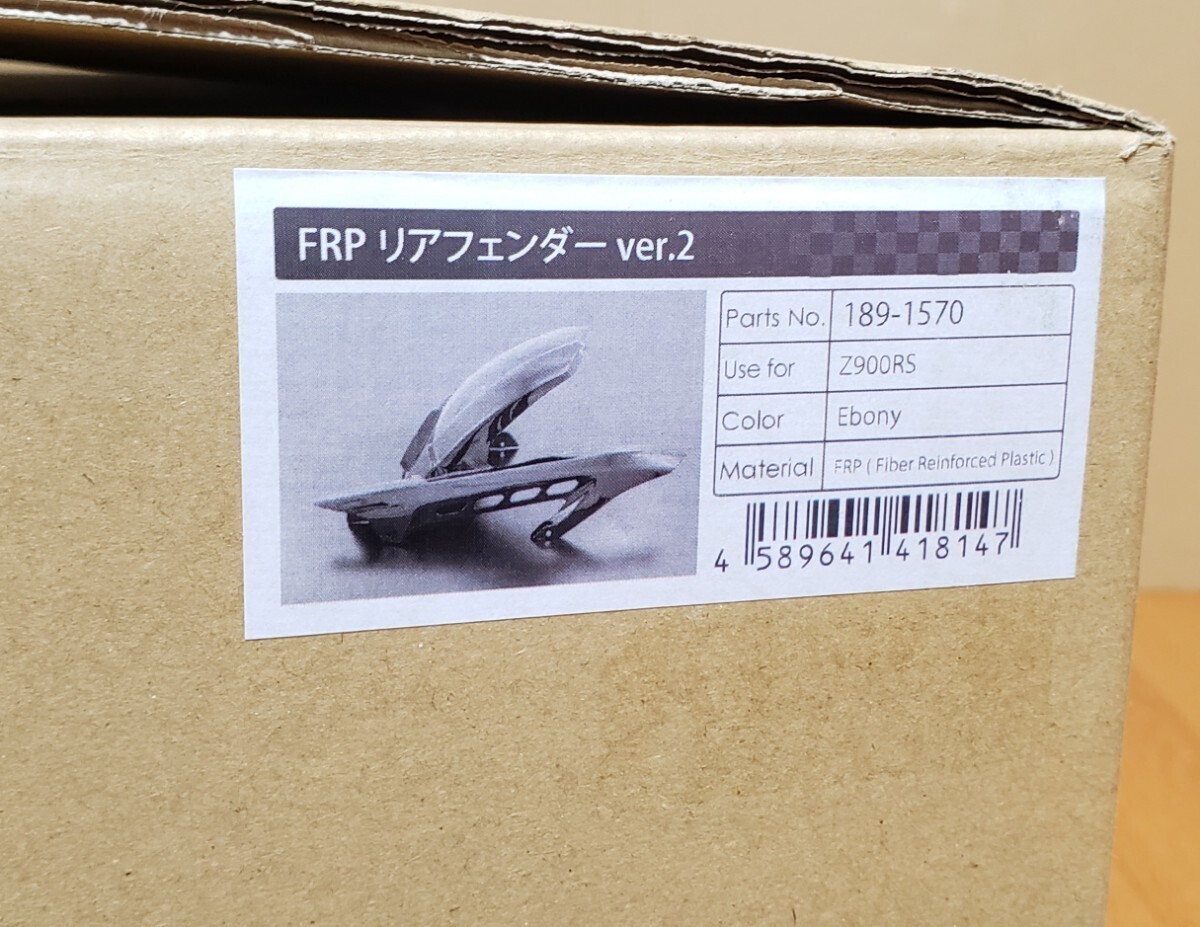 FRP リアフェンダー ver.2
Parts No. 189-1570
Use for Z900RS
Color Ebony
Material FRP ( Fiber Reinforced Plastic )
4 589641 418147